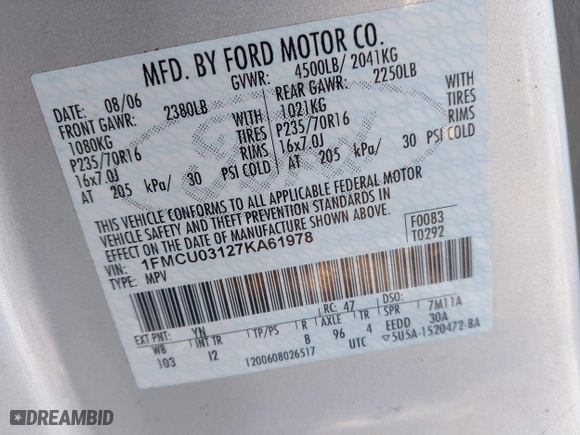 MFD. BY FORD MOTOR CO.
DATE: 08/06 GVWR: 4500LB/ 2041KG
FRONT GAWR: 2380LB REAR GAWR: 2250LB
1080KG WITH 1021KG WITH
P235/70R16 TIRES P235/70R16 TIRES
16x7.0J RIMS 16x7.0J RIMS
AT 205 kPa/ 30 PSI COLD AT 205 kPa/ 30 PSI COLD
THIS VEHICLE CONFORMS TO ALL APPLICABLE FEDERAL MOTOR
VEHICLE SAFETY AND THEFT PREVENTION STANDARDS IN
EFFECT ON THE DATE OF MANUFACTURE SHOWN ABOVE.
F0083
T0292
VIN: 1FMCU03127KA61978
TYPE: MPV
EXT PNT: YN RC: 47 DSO:
WB INT TR TP/PS R AXLE TR SPR 7M11A
103 I2 8 96 4 EEDD 30A
1200608026517 UTC 5U5A-1520472-BA
DREAMBID